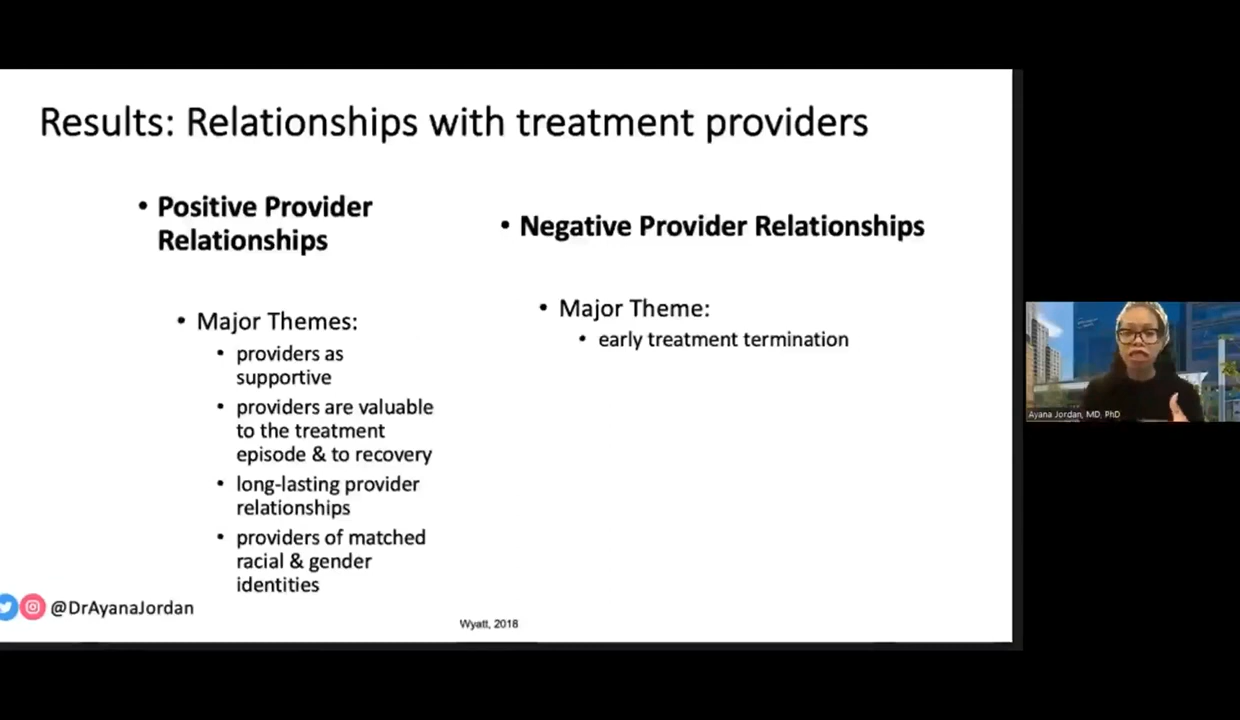 Results: Relationships with treatment providers
• Positive Provider
Relationships
• Major Themes:
• providers as
supportive
• providers are valuable
to the treatment
episode & to recovery
• long-lasting provider
relationships
• providers of matched
racial & gender
identities
• Negative Provider Relationships
• Major Theme:
• early treatment termination
@DrAyanaJordan
Wyatt, 2018
Ayana Jordan, MD, PhD